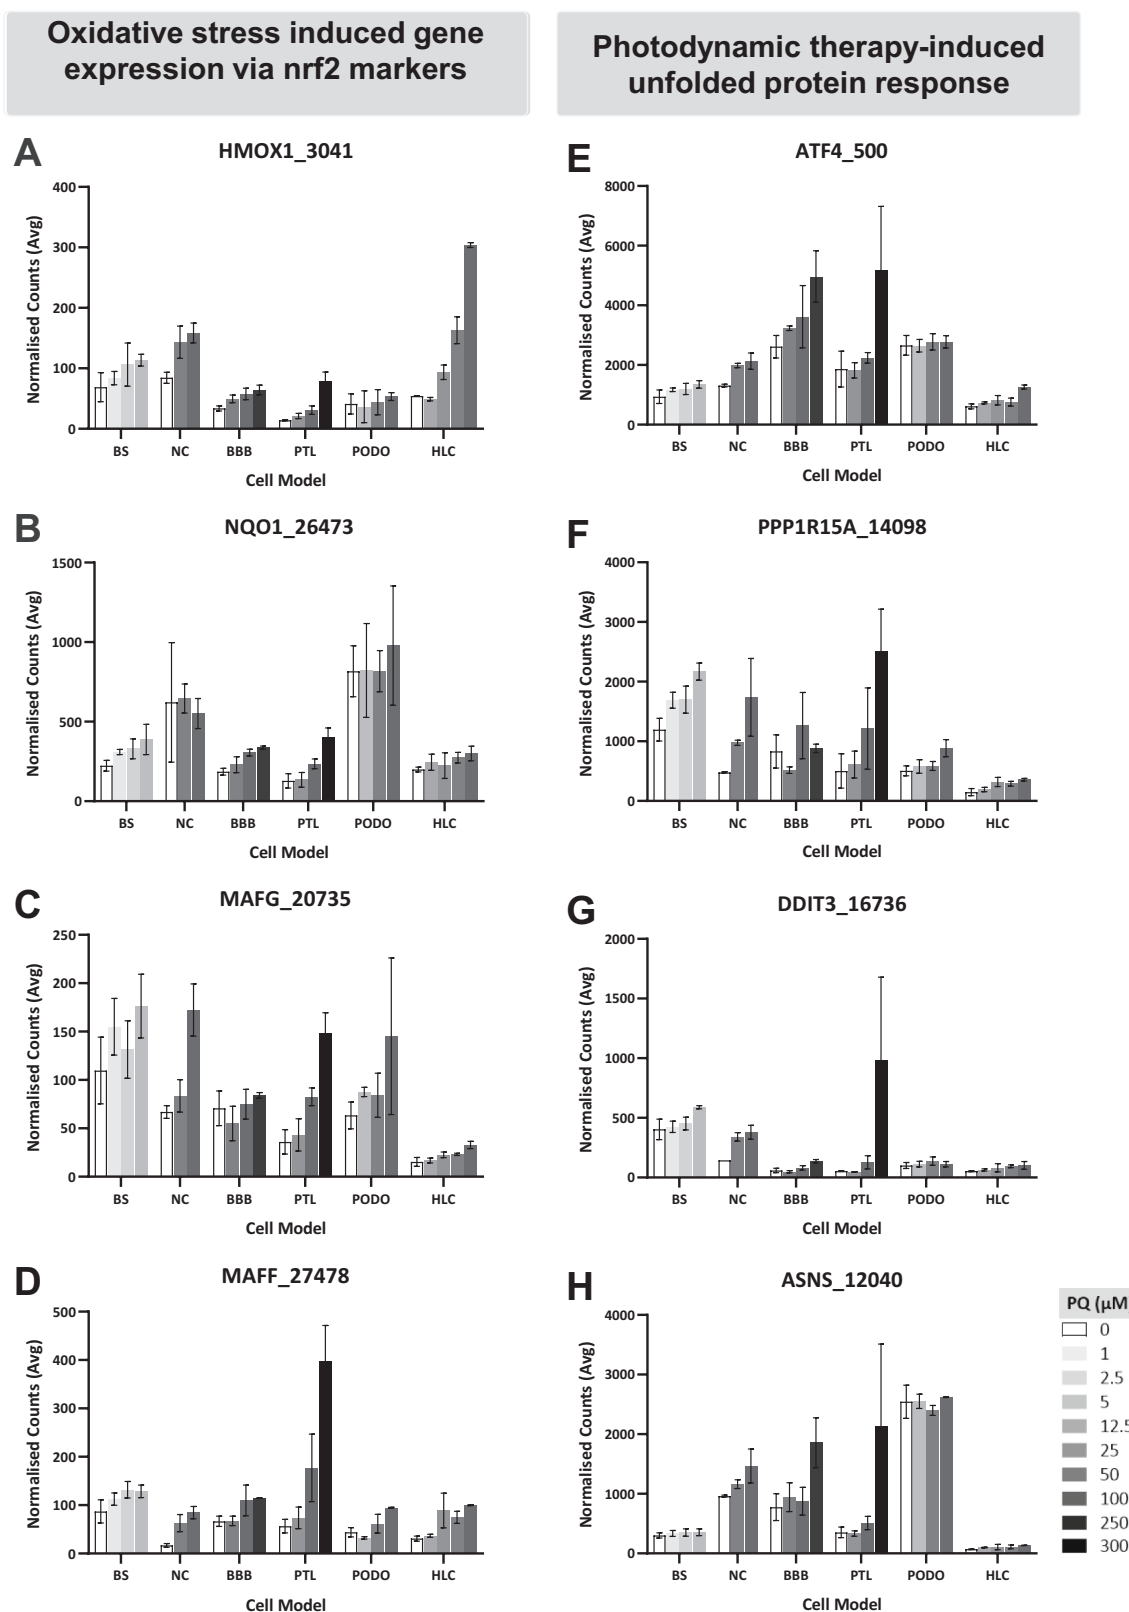 Oxidative stress induced gene
expression via nrf2 markers
Photodynamic therapy-induced
unfolded protein response
A
HMOX1_3041
Normalised Counts (Avg)
400
300
200
100
0
BS NC BBB PTL PODO HLC
Cell Model
B
NQO1_26473
Normalised Counts (Avg)
1500
1000
500
0
BS NC BBB PTL PODO HLC
Cell Model
C
MAFG_20735
Normalised Counts (Avg)
250
200
150
100
50
0
BS NC BBB PTL PODO HLC
Cell Model
D
MAFF_27478
Normalised Counts (Avg)
500
400
300
200
100
0
BS NC BBB PTL PODO HLC
Cell Model
E
ATF4_500
Normalised Counts (Avg)
8000
6000
4000
2000
0
BS NC BBB PTL PODO HLC
Cell Model
F
PPP1R15A_14098
Normalised Counts (Avg)
4000
3000
2000
1000
0
BS NC BBB PTL PODO HLC
Cell Model
G
DDIT3_16736
Normalised Counts (Avg)
2000
1500
1000
500
0
BS NC BBB PTL PODO HLC
Cell Model
H
ASNS_12040
Normalised Counts (Avg)
4000
3000
2000
1000
0
BS NC BBB PTL PODO HLC
Cell Model
PQ (µM
0
1
2.5
5
12.5
25
50
100
250
300